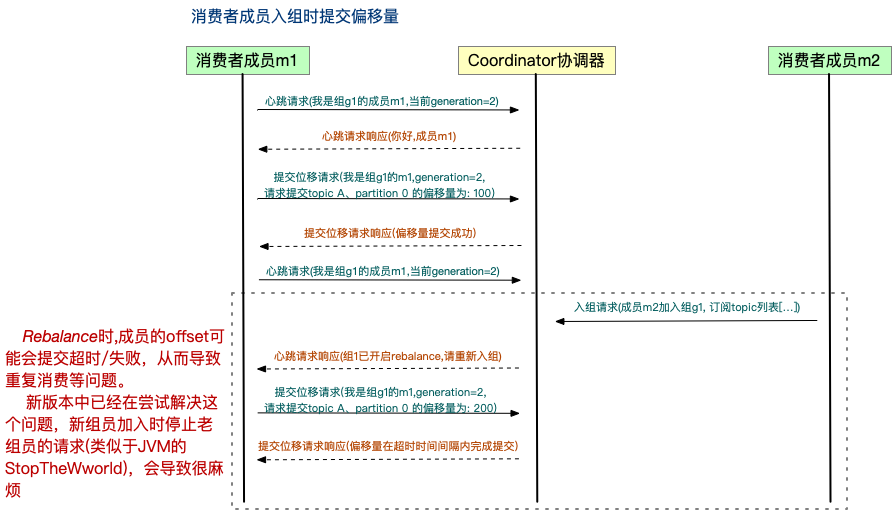 消费者成员入组时提交偏移量
消费者成员m1
Coordinator协调器
消费者成员m2
心跳请求(我是组g1的成员m1,当前generation=2)
心跳请求响应(你好,成员m1)
提交位移请求(我是组g1的m1,generation=2,
请求提交topic A、partition 0 的偏移量为: 100)
提交位移请求响应(偏移量提交成功)
心跳请求(我是组g1的成员m1,当前generation=2)
入组请求(成员m2加入组g1, 订阅topic列表[...])
心跳请求响应(组1已开启rebalance,请重新入组)
提交位移请求(我是组g1的m1,generation=2,
请求提交topic A、partition 0 的偏移量为: 200)
提交位移请求响应(偏移量在超时时间间隔内完成提交)
Rebalance时,成员的offset可
能会提交超时/失败，从而导致
重复消费等问题。
新版本中已经在尝试解决这
个问题，新组员加入时停止老
组员的请求(类似于JVM的
StopTheWworld)，会导致很麻
烦